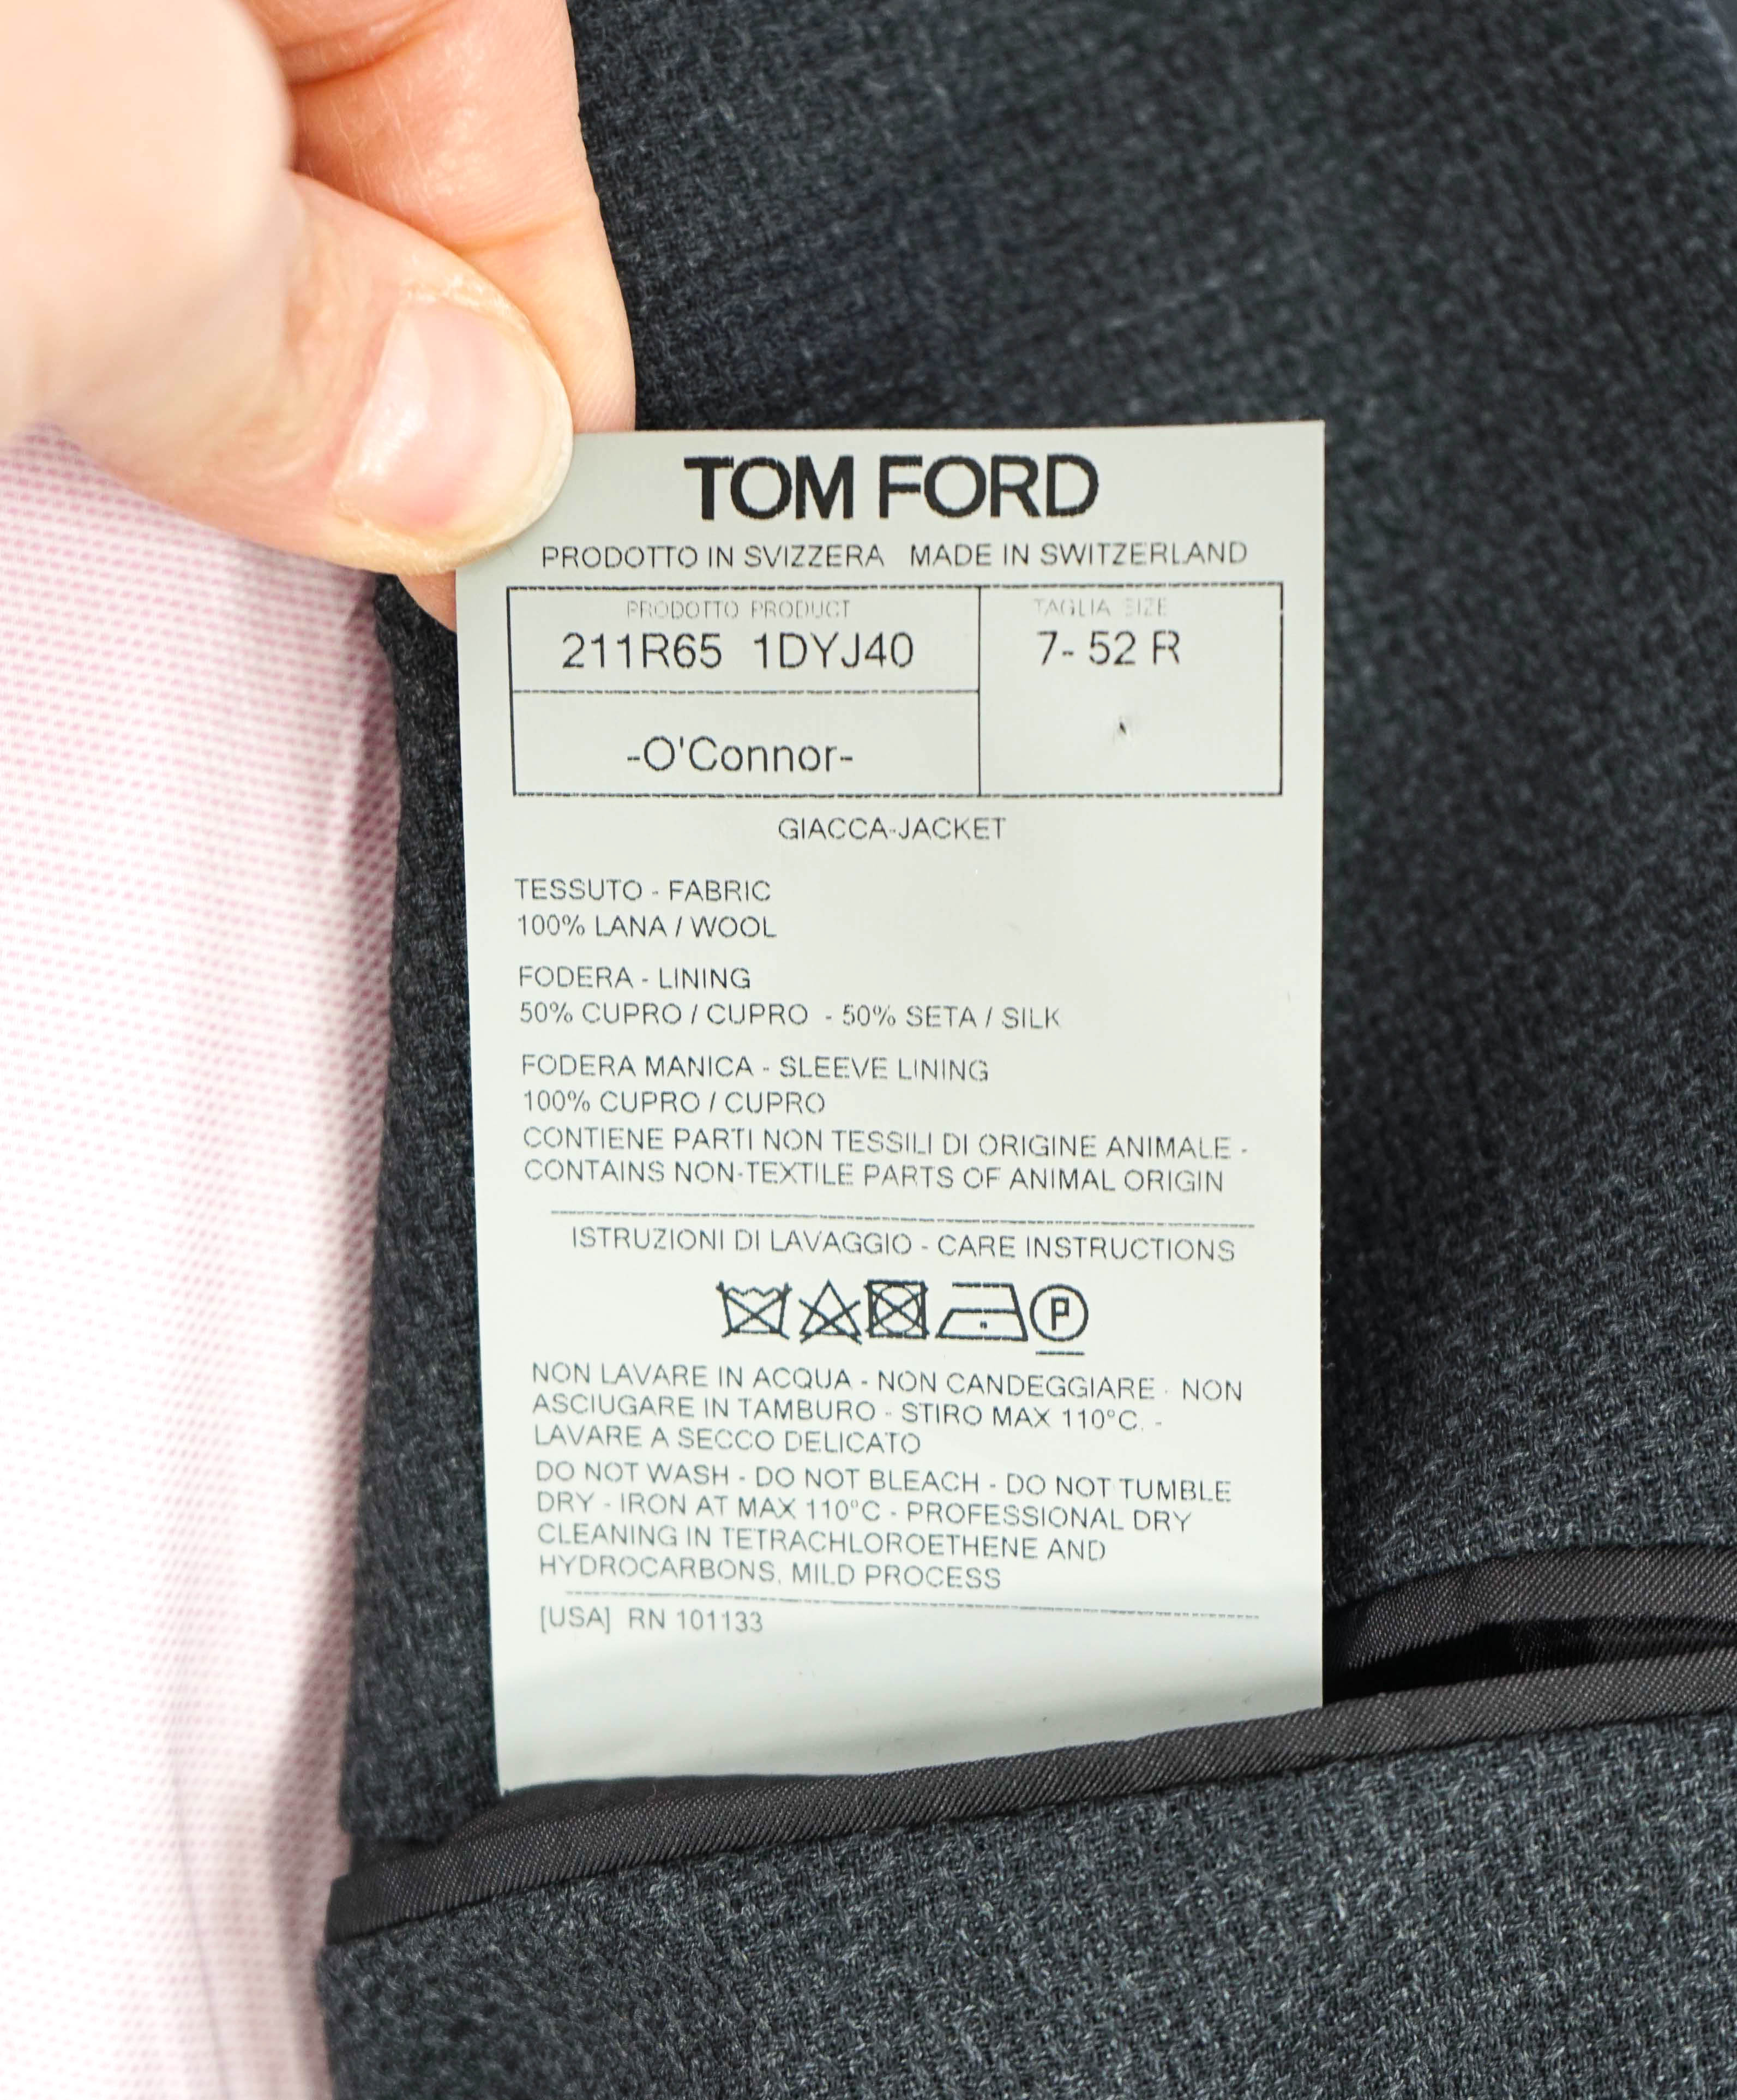 TOM FORD
PRODOTTO IN SVIZZERA MADE IN SWITZERLAND
PRODOTTO PRODUCT
211R65 1DYJ40
-O'Connor-
TAGLIA SIZE
7- 52 R
GIACCA-JACKET
TESSUTO - FABRIC
100% LANA / WOOL
FODERA - LINING
50% CUPRO / CUPRO - 50% SETA / SILK
FODERA MANICA - SLEEVE LINING
100% CUPRO / CUPRO
CONTIENE PARTI NON TESSILI DI ORIGINE ANIMALE -
CONTAINS NON-TEXTILE PARTS OF ANIMAL ORIGIN
ISTRUZIONI DI LAVAGGIO - CARE INSTRUCTIONS
P
NON LAVARE IN ACQUA - NON CANDEGGIARE - NON
ASCIUGARE IN TAMBURO - STIRO MAX 110°C. -
LAVARE A SECCO DELICATO
DO NOT WASH - DO NOT BLEACH - DO NOT TUMBLE
DRY - IRON AT MAX 110°C - PROFESSIONAL DRY
CLEANING IN TETRACHLOROETHENE AND
HYDROCARBONS, MILD PROCESS
[USA] RN 101133